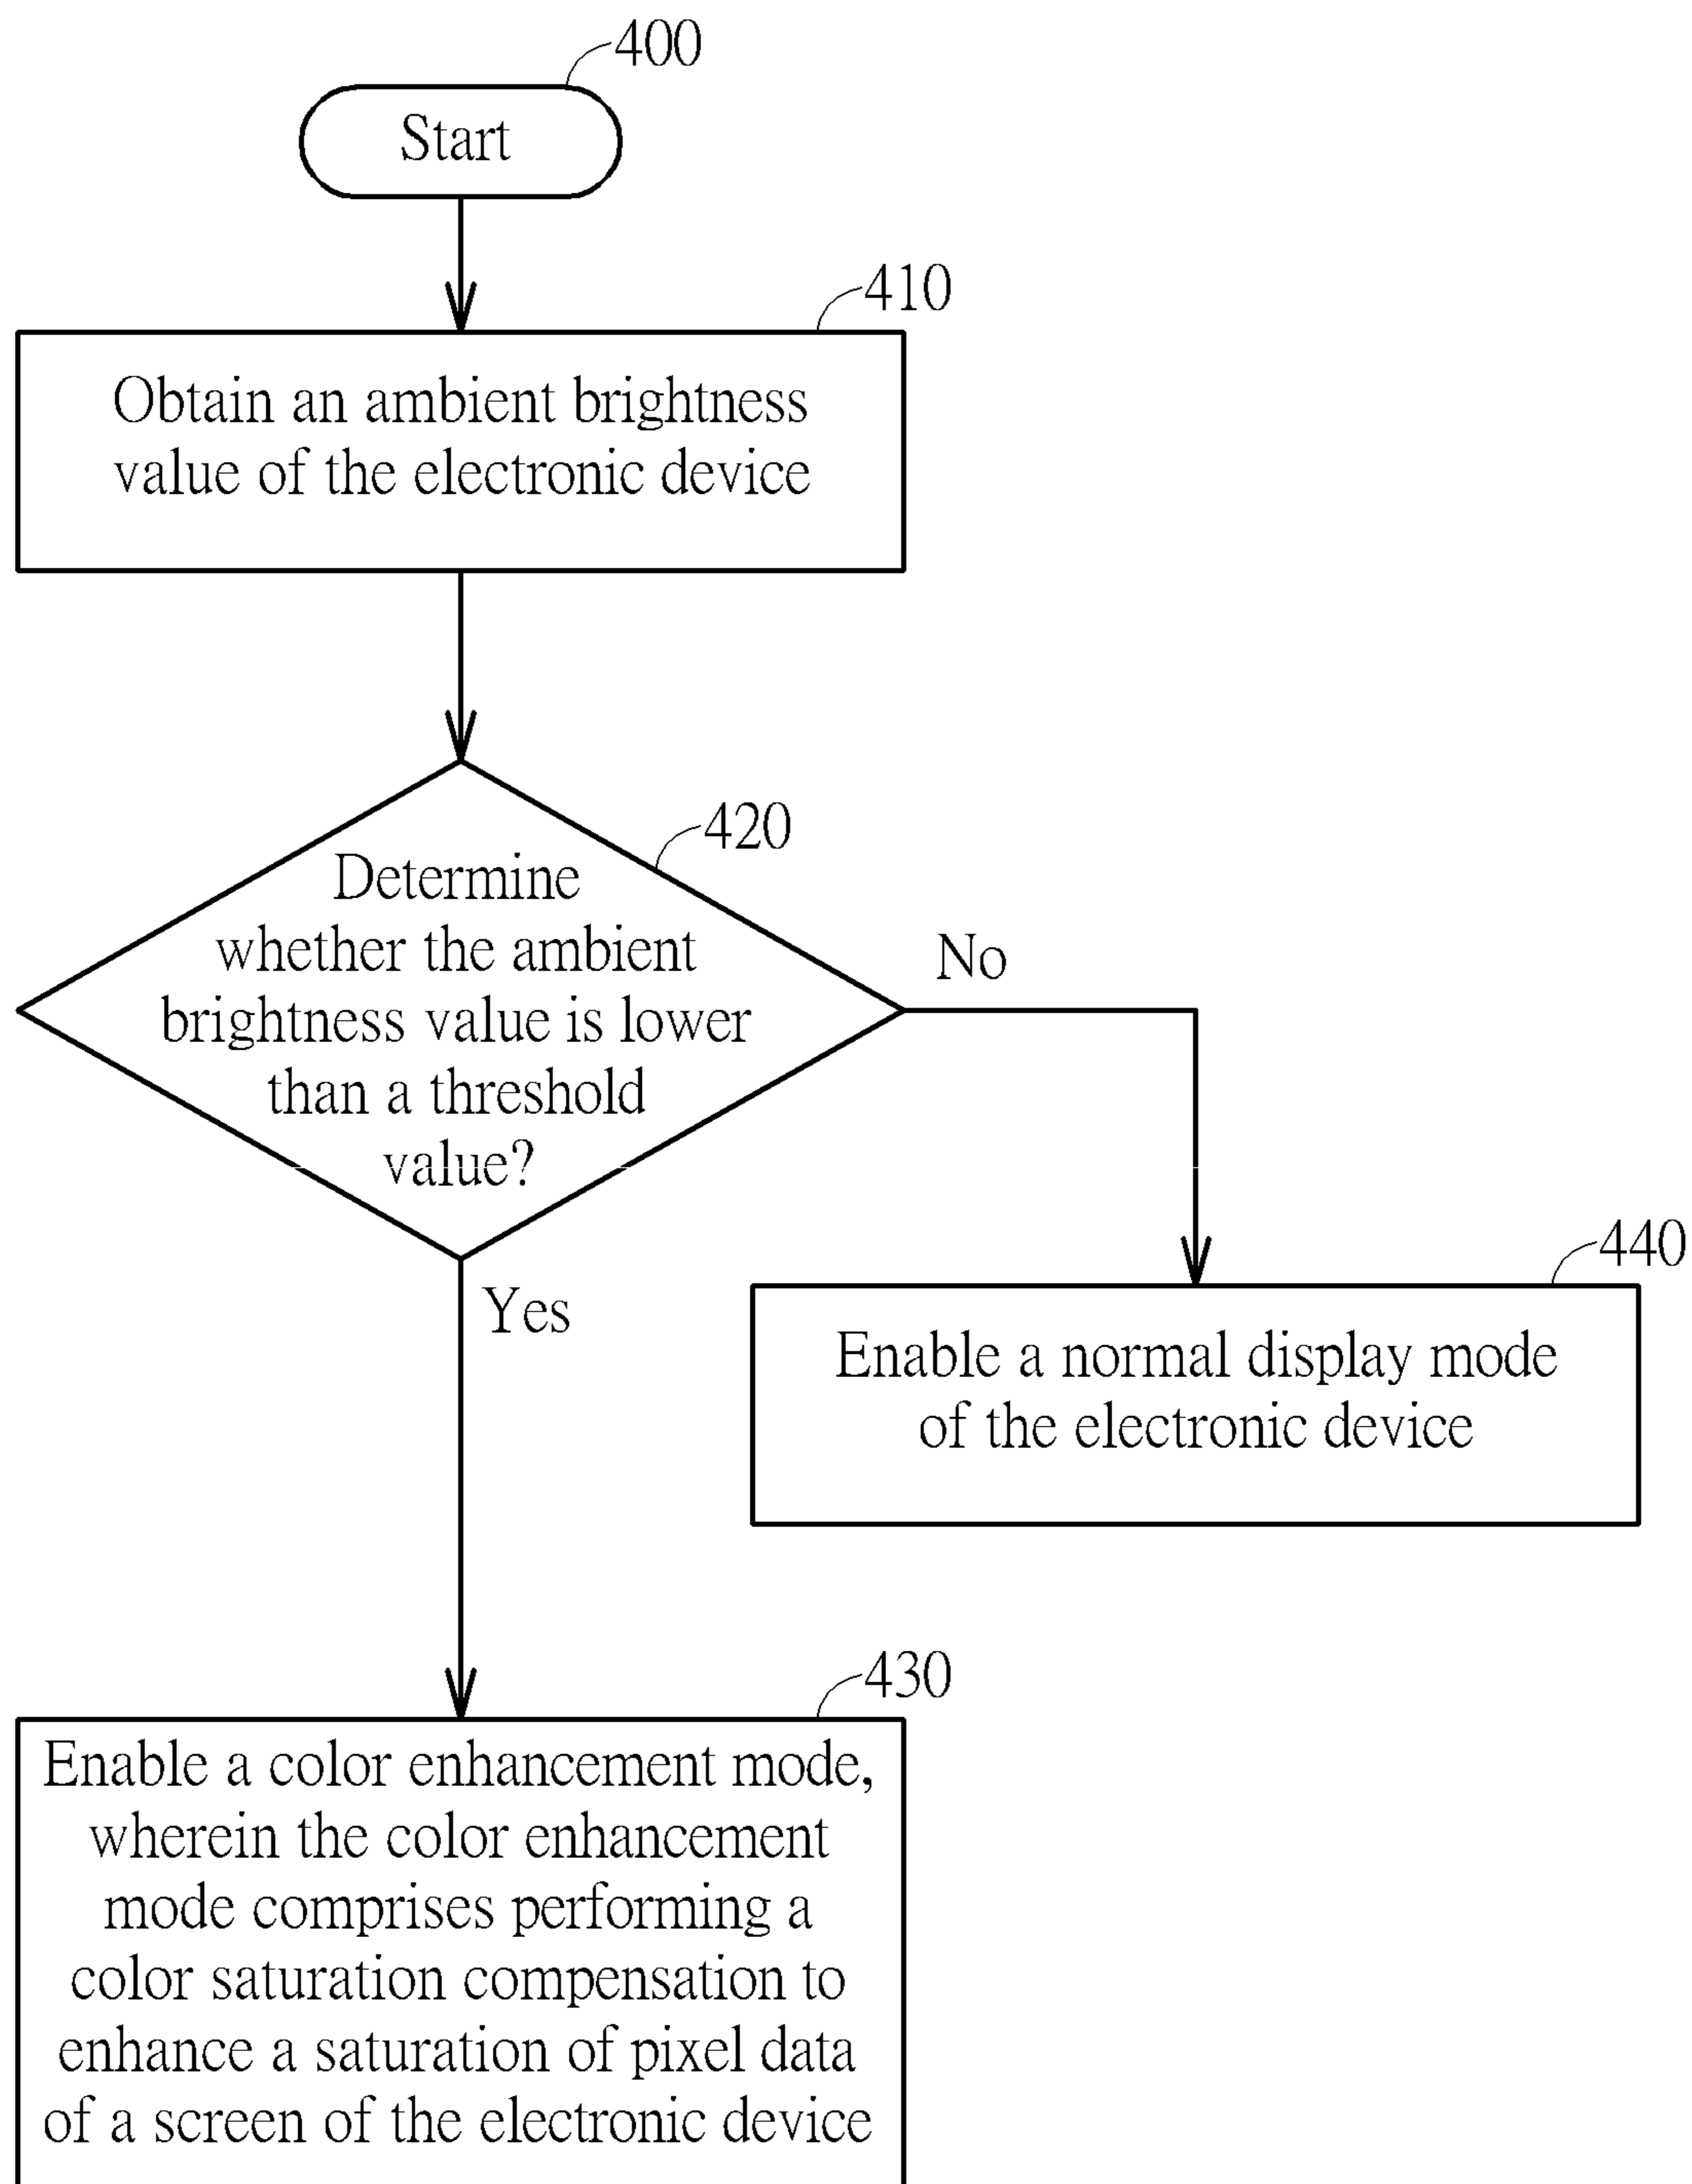 400
Start
410
Obtain an ambient brightness
value of the electronic device
420
Determine
whether the ambient
brightness value is lower
than a threshold
value?
No
Yes
440
Enable a normal display mode
of the electronic device
430
Enable a color enhancement mode,
wherein the color enhancement
mode comprises performing a
color saturation compensation to
enhance a saturation of pixel data
of a screen of the electronic device